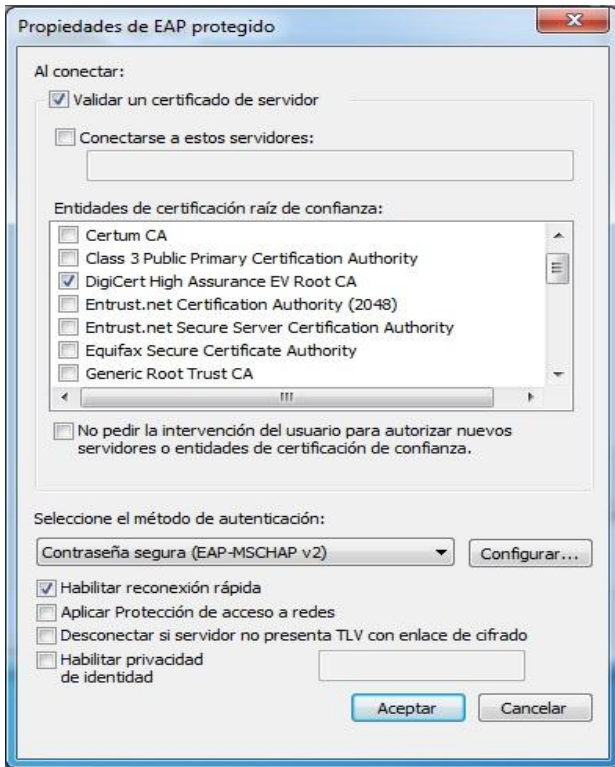 Propiedades de EAP protegido
Al conectar:
Validar un certificado de servidor
Conectarse a estos servidores:
Entidades de certificación raíz de confianza:
Certum CA
Class 3 Public Primary Certification Authority
DigiCert High Assurance EV Root CA
Entrust.net Certification Authority (2048)
Entrust.net Secure Server Certification Authority
Equifax Secure Certificate Authority
Generic Root Trust CA
No pedir la intervención del usuario para autorizar nuevos
servidores o entidades de certificación de confianza.
Seleccione el método de autenticación:
Contraseña segura (EAP-MSCHAP v2)
Configurar...
Habilitar reconexión rápida
Aplicar Protección de acceso a redes
Desconectar si servidor no presenta TLV con enlace de cifrado
Habilitar privacidad
de identidad
Aceptar
Cancelar